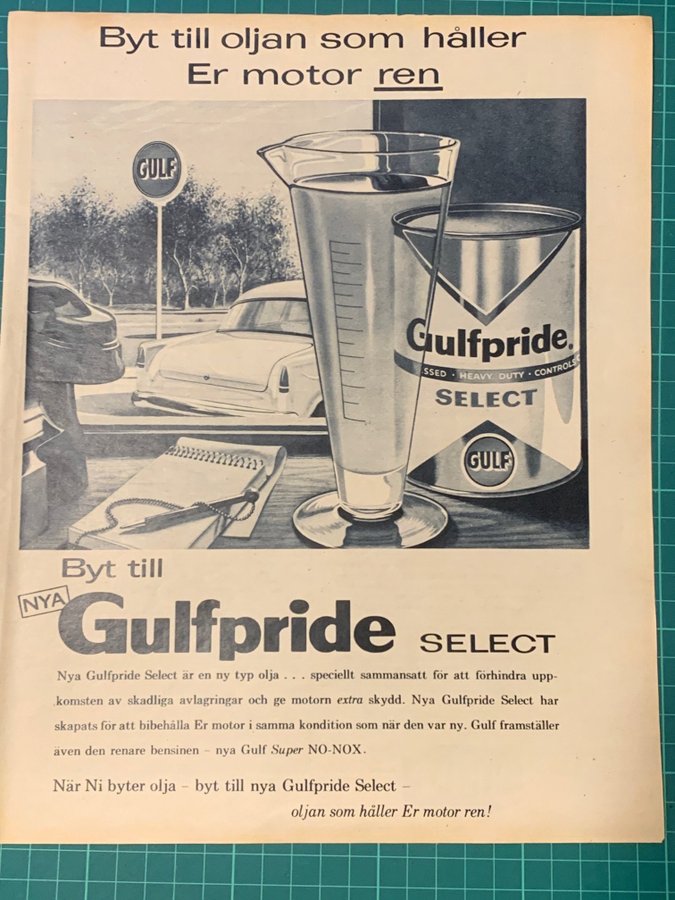 Byt till oljan som håller
Er motor ren
GULF
Gulfpride.
SSED · HEAVY DUTY · CONTROLS
SELECT
GULF
Byt till
NYA
Gulfpride SELECT
Nya Gulfpride Select är en ny typ olja . . . speciellt sammansatt för att förhindra upp-
komsten av skadliga avlagringar och ge motorn extra skydd. Nya Gulfpride Select har
skapats för att bibehålla Er motor i samma kondition som när den var ny. Gulf framställer
även den renare bensinen – nya Gulf Super NO-NOX.
När Ni byter olja – byt till nya Gulfpride Select –
oljan som håller Er motor ren!